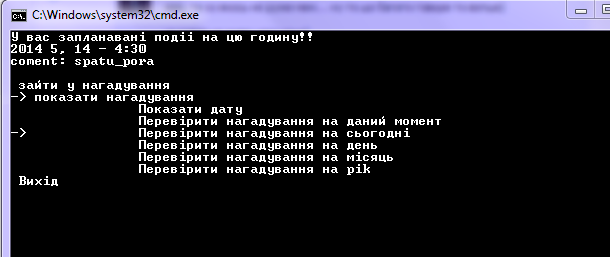 C:\Windows\system32\cmd.exe
У вас заплановані події на цю годину!!
2014 5, 14 - 4:30
coment: spatu_pora
зайти у нагадування
-> показати нагадування
Показати дату
Перевірити нагадування на даний момент
-> Перевірити нагадування на сьогодні
Перевірити нагадування на день
Перевірити нагадування на місяць
Перевірити нагадування на рік
Вихід